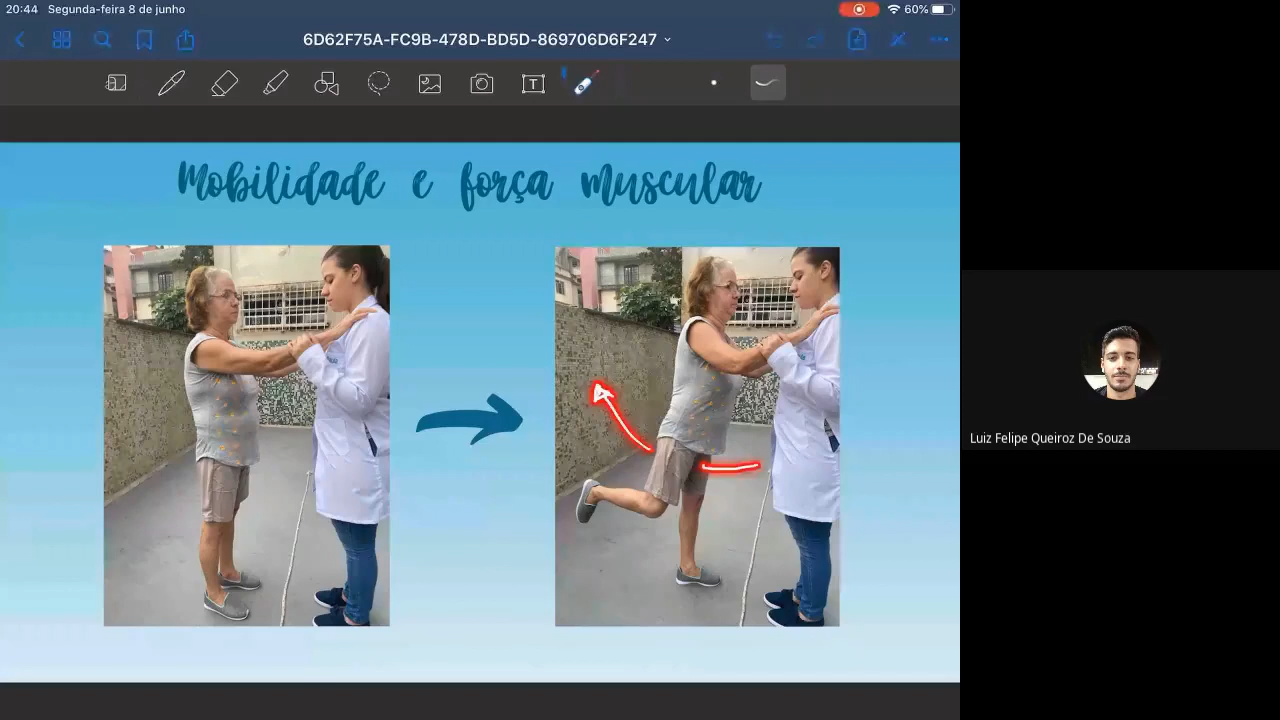 20:44 Segunda-feira 8 de junho
60%
6D62F75A-FC9B-478D-BD5D-869706D6F247
T
Mobilidade e força muscular
Luiz Felipe Queiroz De Souza